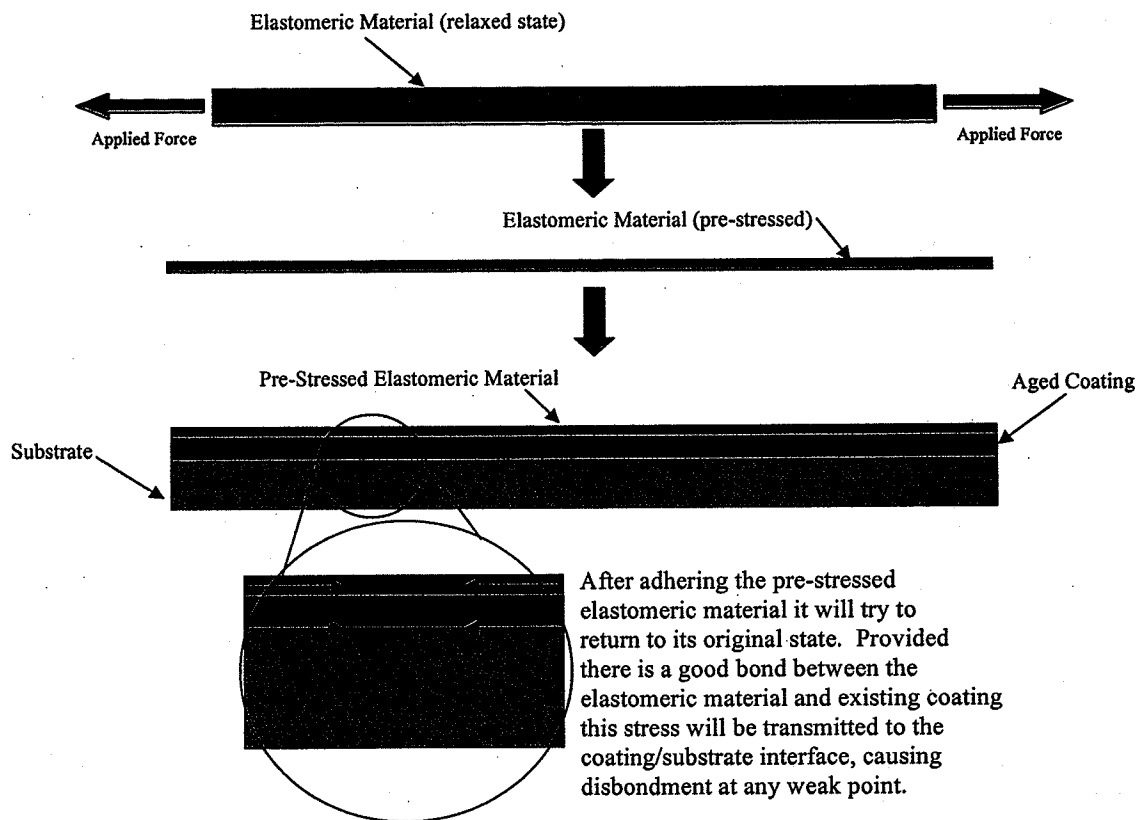 Elastomeric Material (relaxed state)
Applied Force
Applied Force
Elastomeric Material (pre-stressed)
Pre-Stressed Elastomeric Material
Aged Coating
Substrate
After adhering the pre-stressed
elastomeric material it will try to
return to its original state.  Provided
there is a good bond between the
elastomeric material and existing coating
this stress will be transmitted to the
coating/substrate interface, causing
disbondment at any weak point.